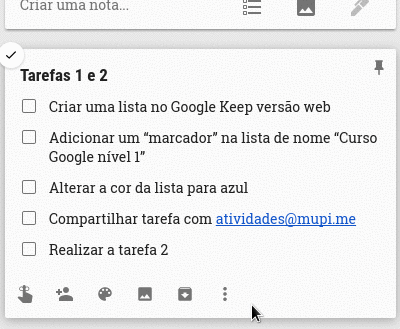 Criar uma nota...
Tarefas 1 e 2
Criar uma lista no Google Keep versão web
Adicionar um “marcador” na lista de nome “Curso
Google nível 1”
Alterar a cor da lista para azul
Compartilhar tarefa com atividades@mupi.me
Realizar a tarefa 2